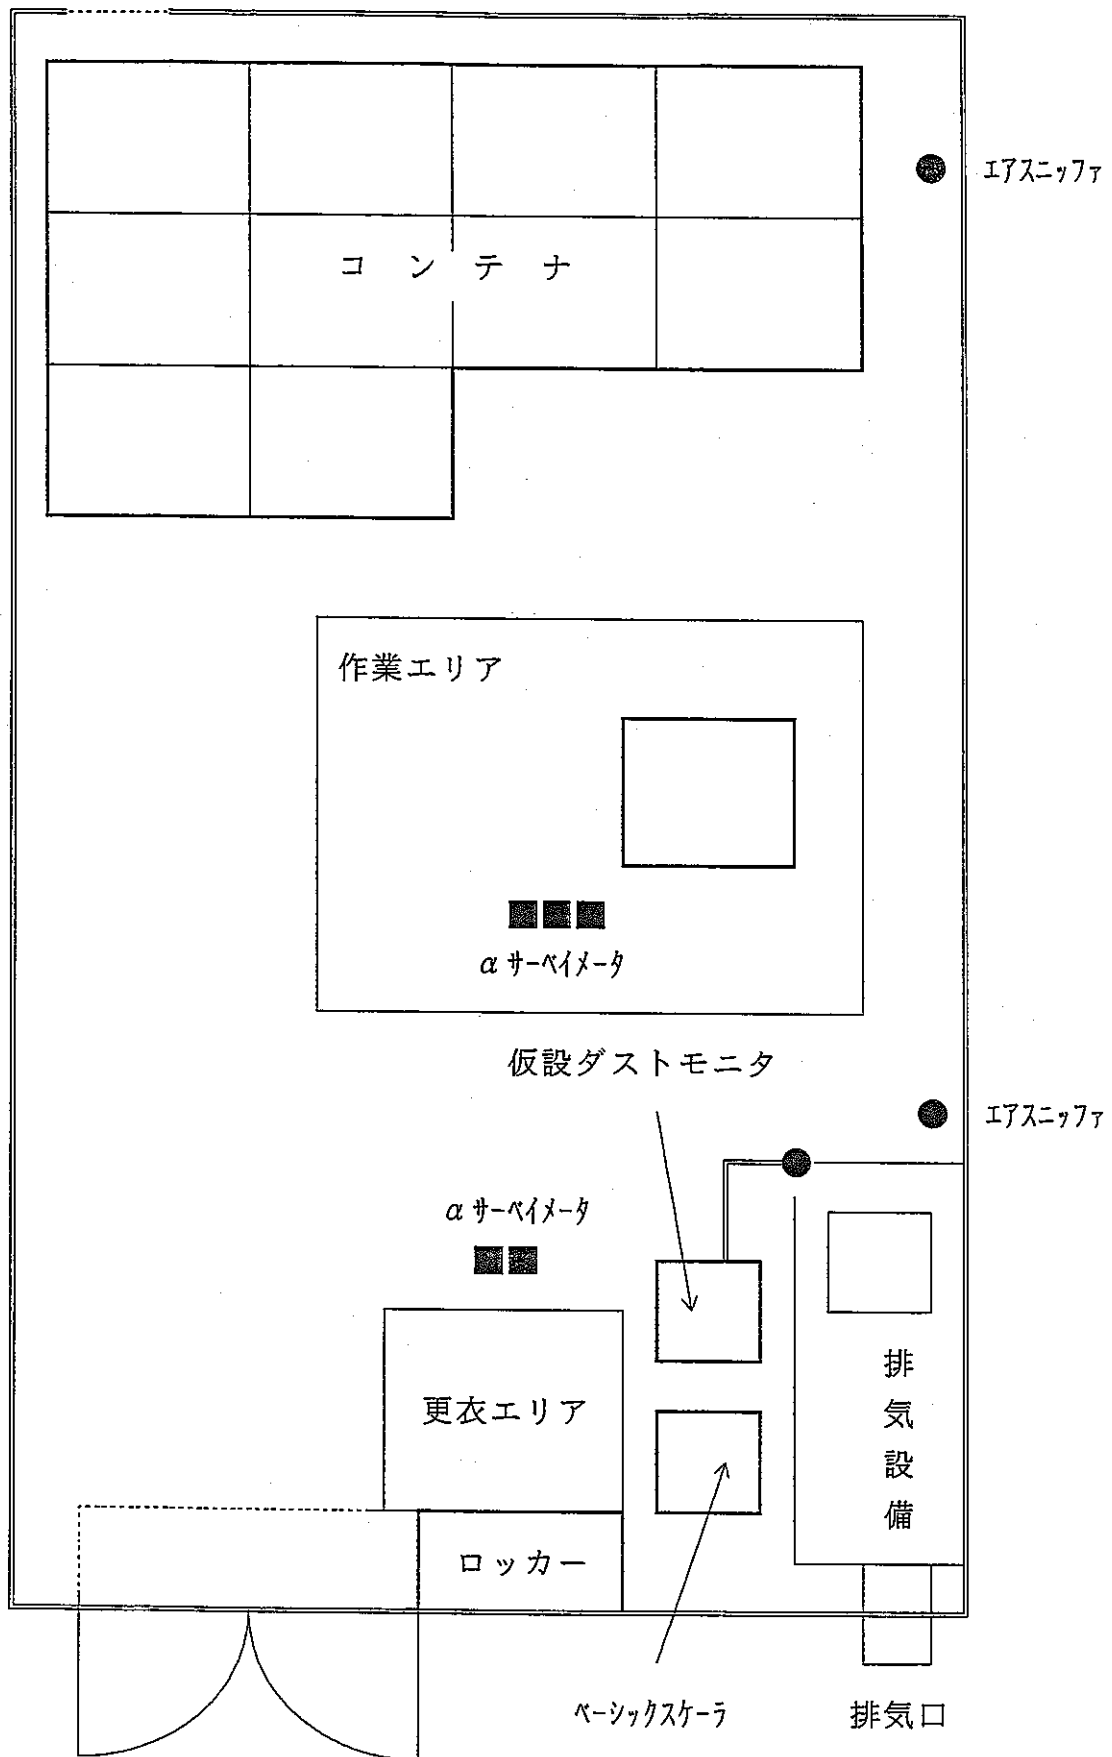 エアスニッファ
コンテナ
作業エリア
αサーベイメータ
仮設ダストモニタ
エアスニッファ
αサーベイメータ
排気設備
更衣エリア
ロッカー
ベーシックスケーラ
排気口